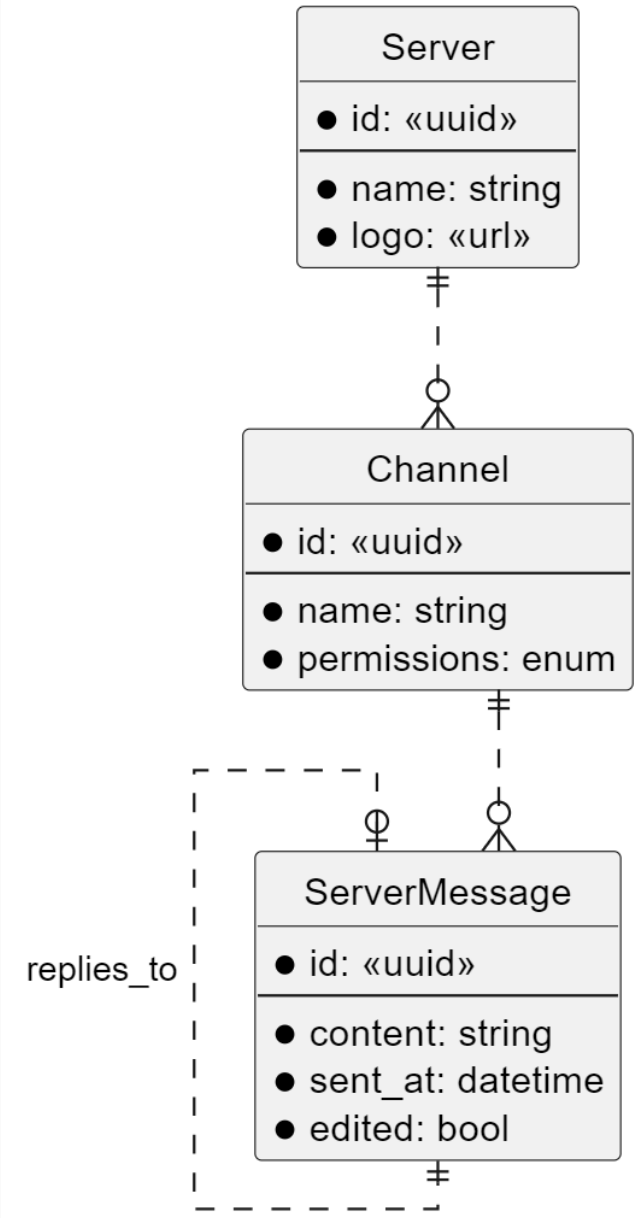 Server
● id: «uuid»
● name: string
● logo: «url»
Channel
● id: «uuid»
● name: string
● permissions: enum
replies_to
ServerMessage
● id: «uuid»
● content: string
● sent_at: datetime
● edited: bool